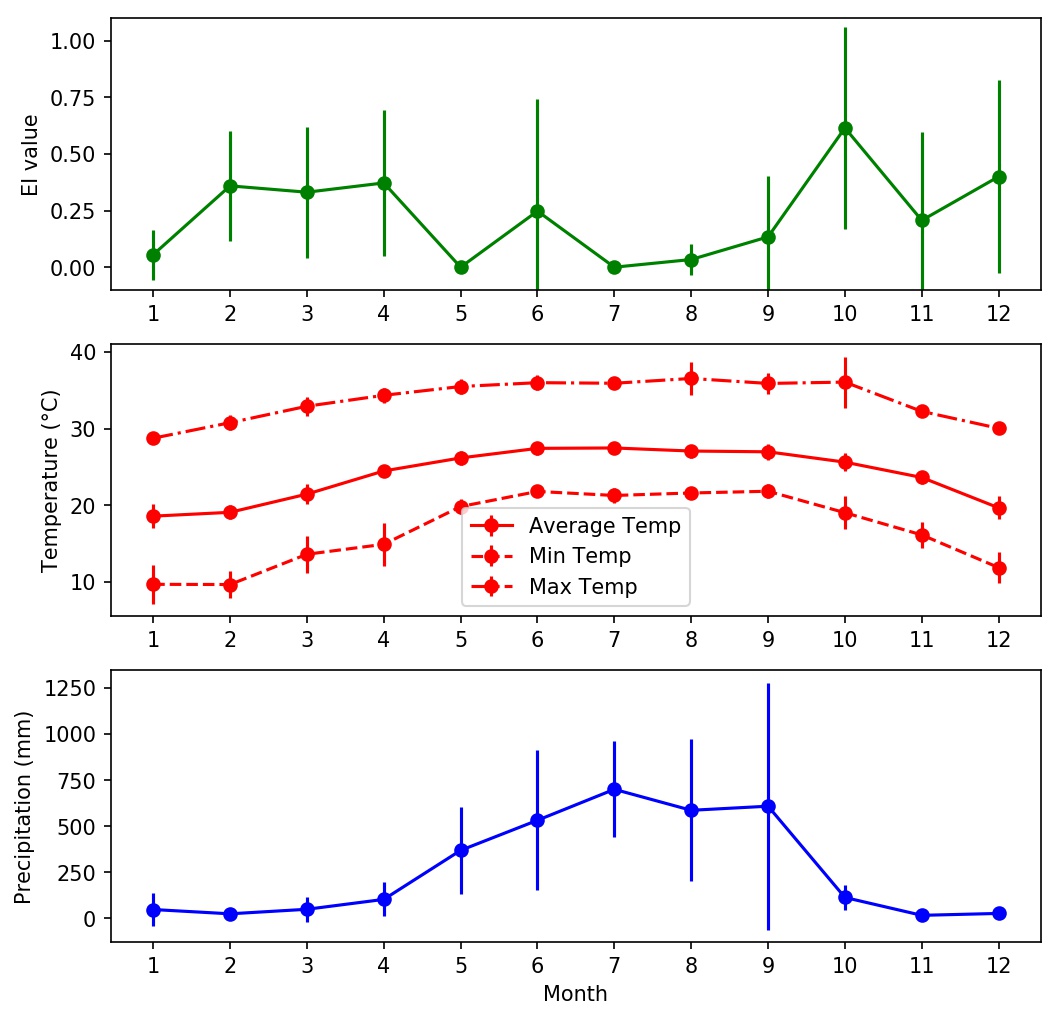 1.00
0.75
0.50
0.25
0.00
EI value
1 2 3 4 5 6 7 8 9 10 11 12
40
30
20
10
Temperature (°C)
Average Temp
Min Temp
Max Temp
1 2 3 4 5 6 7 8 9 10 11 12
1250
1000
750
500
250
0
Precipitation (mm)
1 2 3 4 5 6 7 8 9 10 11 12
Month